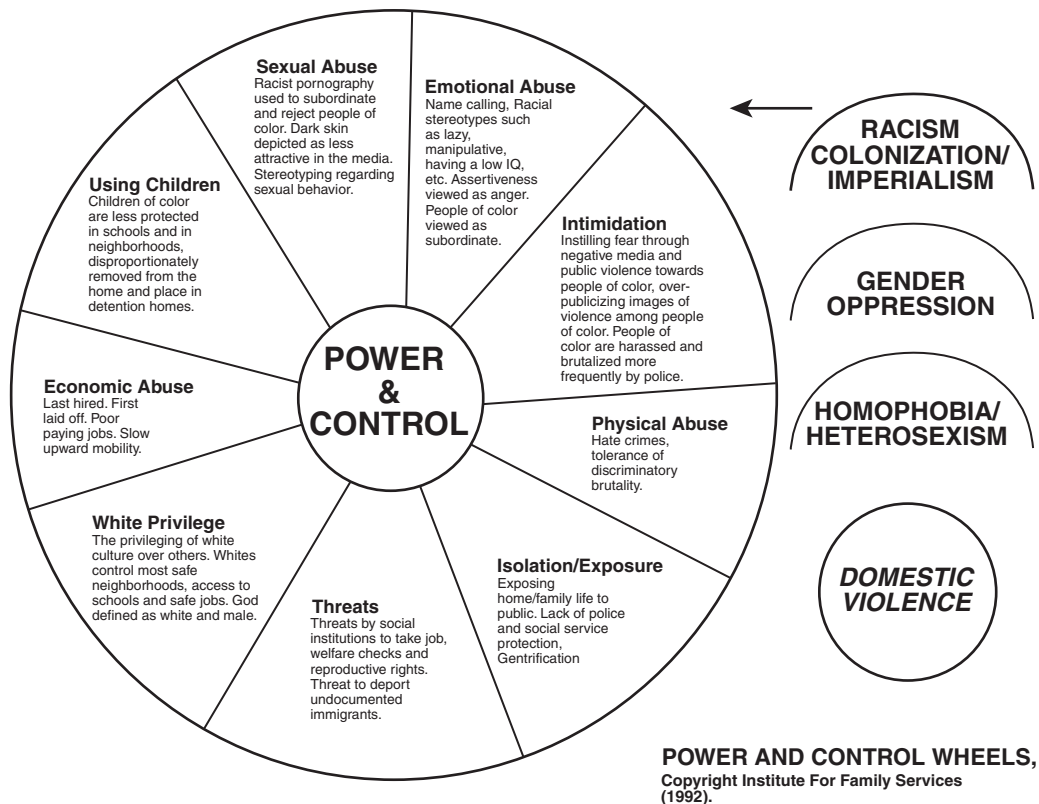 Sexual Abuse
Racist pornography
used to subordinate
and reject people of
color. Dark skin
depicted as less
attractive in the media.
Stereotyping regarding
sexual behavior.
Emotional Abuse
Name calling, Racial
stereotypes such
as lazy,
manipulative,
having a low IQ,
etc. Assertiveness
viewed as anger.
People of color
viewed as
subordinate.
Intimidation
Instilling fear through
negative media and
public violence towards
people of color, over-
publicizing images of
violence among people
of color. People of
color are harassed and
brutalized more
frequently by police.
Physical Abuse
Hate crimes,
tolerance of
discriminatory
brutality.
Isolation/Exposure
Exposing
home/family life to
public. Lack of police
and social service
protection,
Gentrification
Threats
Threats by social
institutions to take job,
welfare checks and
reproductive rights.
Threat to deport
undocumented
immigrants.
White Privilege
The privileging of white
culture over others. Whites
control most safe
neighborhoods, access to
schools and safe jobs. God
defined as white and male.
Economic Abuse
Last hired. First
laid off. Poor
paying jobs. Slow
upward mobility.
Using Children
Children of color
are less protected
in schools and in
neighborhoods,
disproportionately
removed from the
home and place in
detention homes.
POWER
&
CONTROL
RACISM
COLONIZATION/
IMPERIALISM
GENDER
OPPRESSION
HOMOPHOBIA/
HETEROSEXISM
DOMESTIC
VIOLENCE
POWER AND CONTROL WHEELS,
Copyright Institute For Family Services
(1992).